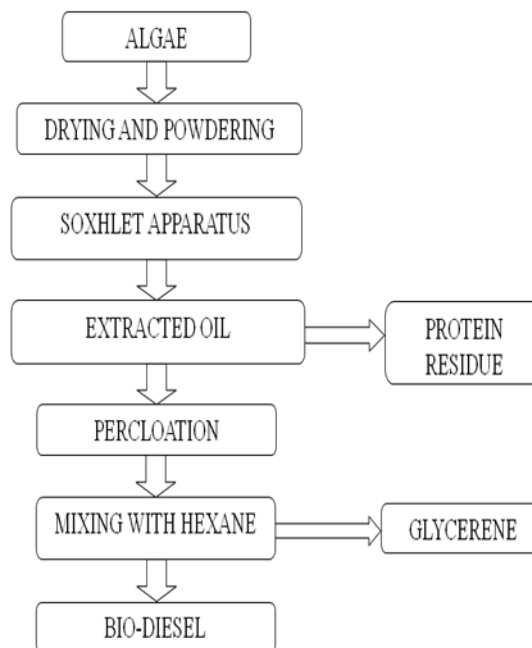 ALGAE
DRYING AND POWDERING
SOXHLET APPARATUS
EXTRACTED OIL
PROTEIN
RESIDUE
PERCLOATION
MIXING WITH HEXANE
GLYCERENE
BIO-DIESEL